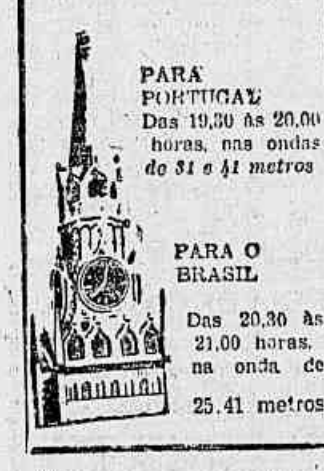 PARA
PORTUGAL
Das 19,30 às 20,00
horas, nas ondas
de 31 e 41 metros
PARA O
BRASIL
Das 20,30 às
21,00 horas,
na onda de
25.41 metros